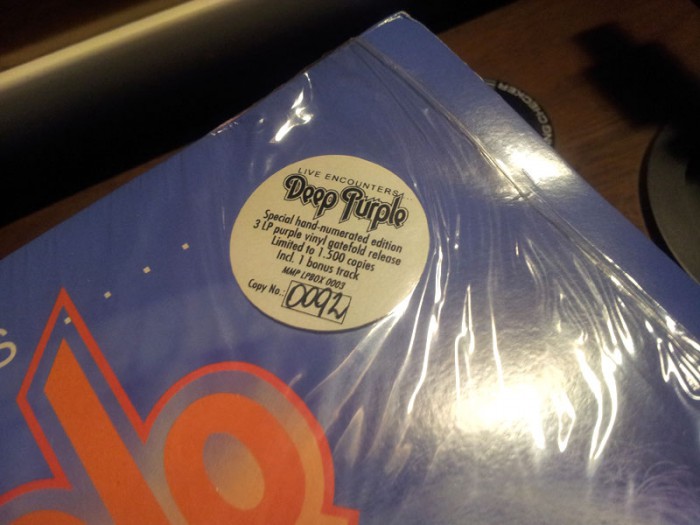 LIVE ENCOUNTERS...
Deep Purple
Special hand-numerated edition
3 LP purple vinyl gatefold release
Limited to 1.500 copies
Incl. 1 bonus track
MMP LPBOX 0003
Copy No.: 0092
S . . . . .